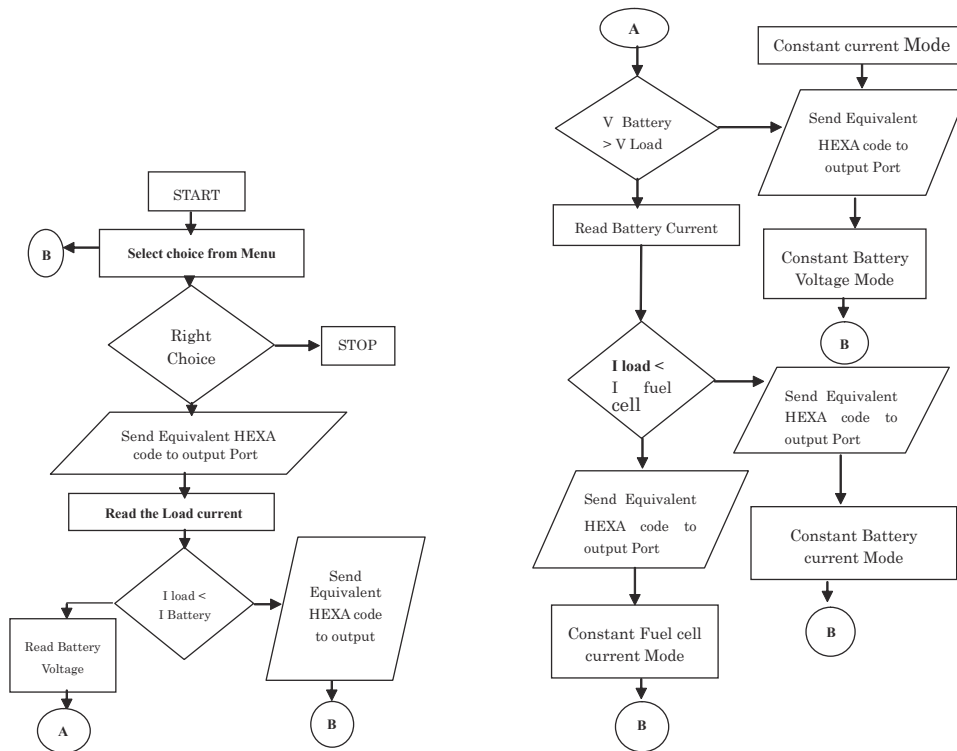 START
B
Select choice from Menu
Right
Choice
STOP
Send Equivalent HEXA
code to output Port
Read the Load current
I load <
I Battery
Send
Equivalent
HEXA code
to output
Read Battery
Voltage
A
B
A
Constant current Mode
V Battery
> V Load
Send Equivalent
HEXA code to
output Port
Read Battery Current
Constant Battery
Voltage Mode
B
I load <
I fuel
cell
Send Equivalent
HEXA code to
output Port
Send Equivalent
HEXA code to
output Port
Constant Battery
current Mode
Constant Fuel cell
current Mode
B
B